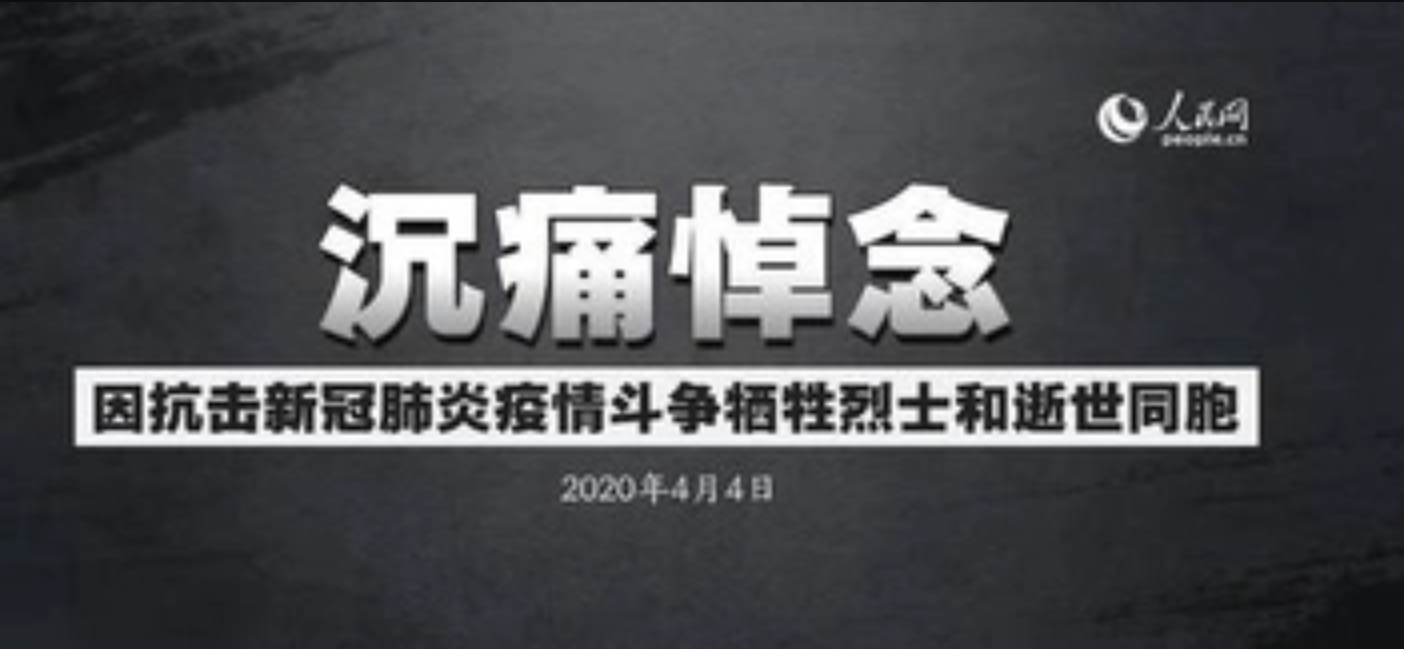 人民网
people.cn
沉痛悼念
因抗击新冠肺炎疫情斗争牺牲烈士和逝世同胞
2020年4月4日